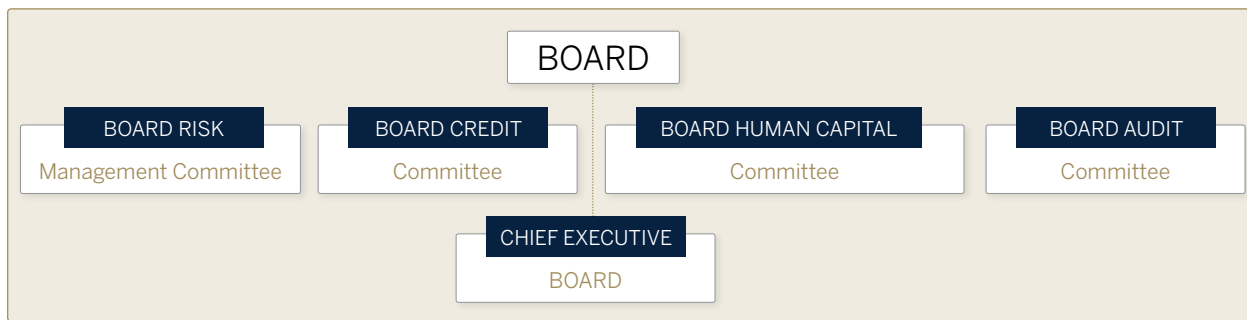 BOARD
BOARD RISK
Management Committee
BOARD CREDIT
Committee
BOARD HUMAN CAPITAL
Committee
BOARD AUDIT
Committee
CHIEF EXECUTIVE
BOARD